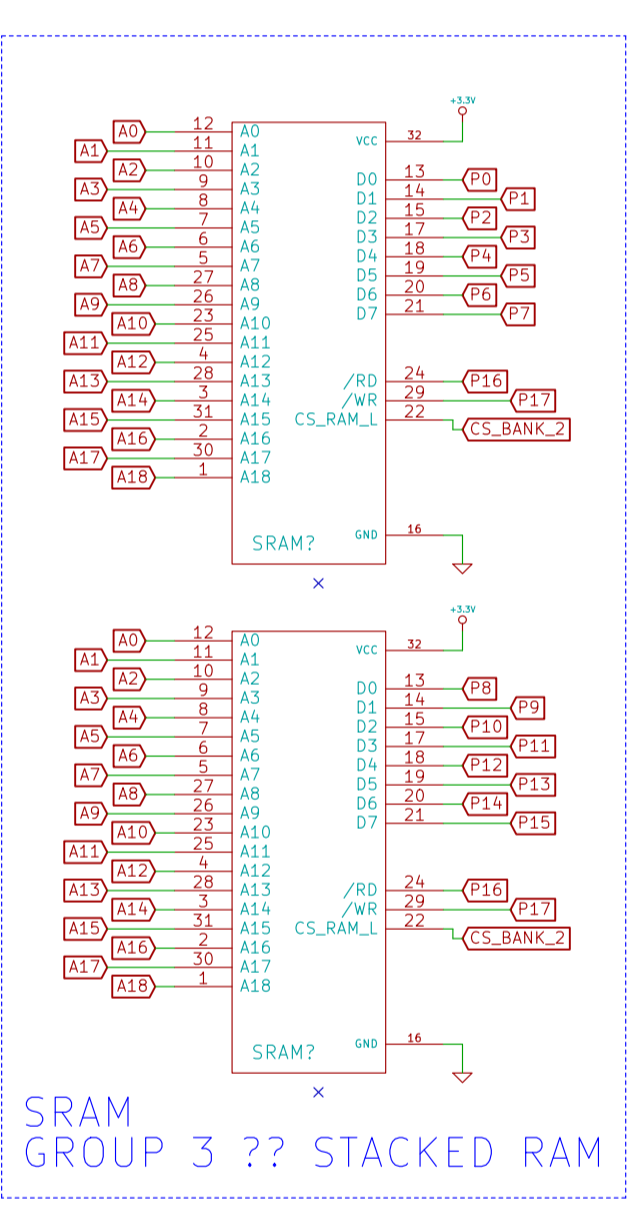 +3.3V
A0 12 A0
A1 11 A1 VCC 32
A2 10 A2
A3 9 A3 D0 13 P0
A4 8 A4 D1 14 P1
A5 7 A5 D2 15 P2
A6 6 A6 D3 17 P3
A7 5 A7 D4 18 P4
A8 27 A8 D5 19 P5
A9 26 A9 D6 20 P6
A10 23 A10 D7 21 P7
A11 25 A11
A12 4 A12
A13 28 A13 /RD 24 P16
A14 3 A14 /WR 29 P17
A15 31 A15 CS_RAM_L 22 CS_BANK_2
A16 2 A16
A17 30 A17
A18 1 A18
SRAM? GND 16
+3.3V
A0 12 A0
A1 11 A1 VCC 32
A2 10 A2
A3 9 A3 D0 13 P8
A4 8 A4 D1 14 P9
A5 7 A5 D2 15 P10
A6 6 A6 D3 17 P11
A7 5 A7 D4 18 P12
A8 27 A8 D5 19 P13
A9 26 A9 D6 20 P14
A10 23 A10 D7 21 P15
A11 25 A11
A12 4 A12
A13 28 A13 /RD 24 P16
A14 3 A14 /WR 29 P17
A15 31 A15 CS_RAM_L 22 CS_BANK_2
A16 2 A16
A17 30 A17
A18 1 A18
SRAM? GND 16
SRAM
GROUP 3 ?? STACKED RAM